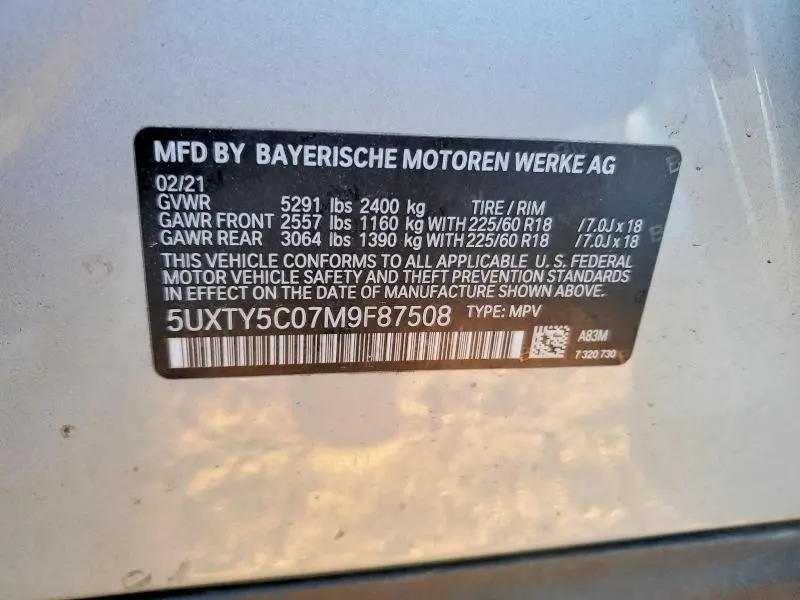 MFD BY BAYERISCHE MOTOREN WERKE AG
02/21
GVWR 5291 lbs 2400 kg TIRE / RIM
GAWR FRONT 2557 lbs 1160 kg WITH 225/60 R18 / 7.0J x 18
GAWR REAR 3064 lbs 1390 kg WITH 225/60 R18 / 7.0J x 18
THIS VEHICLE CONFORMS TO ALL APPLICABLE U. S. FEDERAL
MOTOR VEHICLE SAFETY AND THEFT PREVENTION STANDARDS
IN EFFECT ON THE DATE OF MANUFACTURE SHOWN ABOVE.
5UXTY5C07M9F87508 TYPE: MPV
A83M
7 320 730